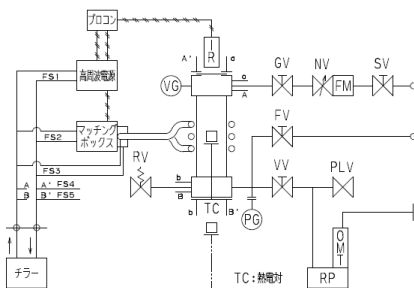 プロコン
IR
A' a
高周波電源
FS1
VG
a
A
GV
NV
FM
SV
マッチング
ボックス
FS2
FS3
FV
RV
VV
PLV
b
B
TC
b B'
PG
A A' FS4
B B' FS5
チラー
TC:熱電対
OMT
RP